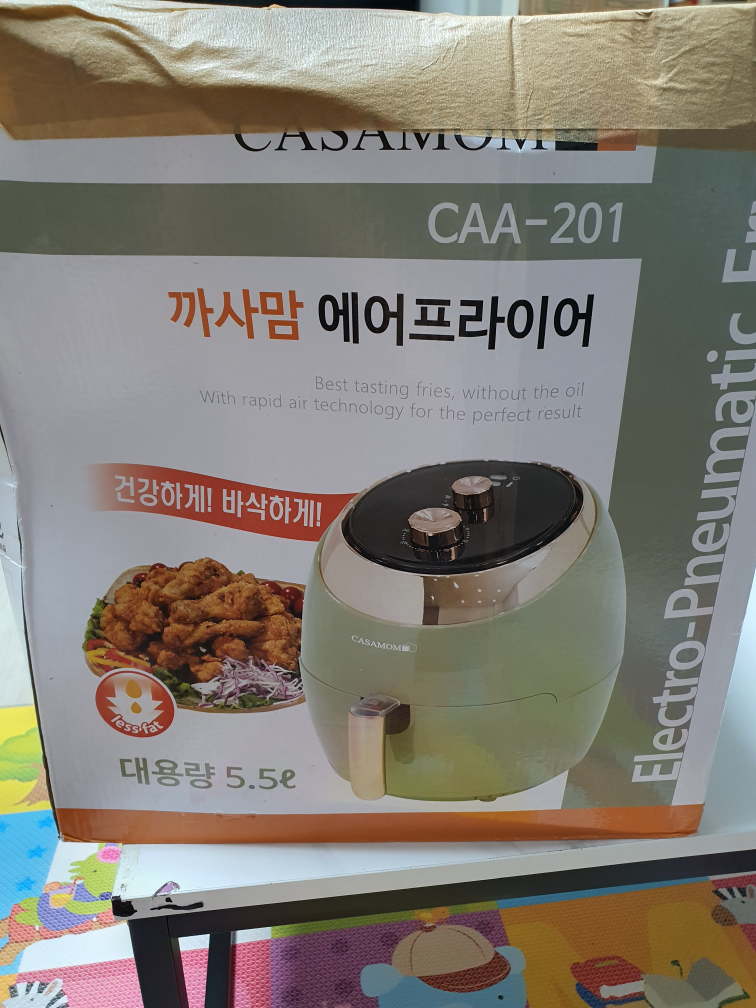 CASAMOM
CAA-201
까사맘 에어프라이어
Best tasting fries, without the oil
With rapid air technology for the perfect result
건강하게! 바삭하게!
CASAMOM
less fat
대용량 5.5ℓ
Electro-Pneumatic